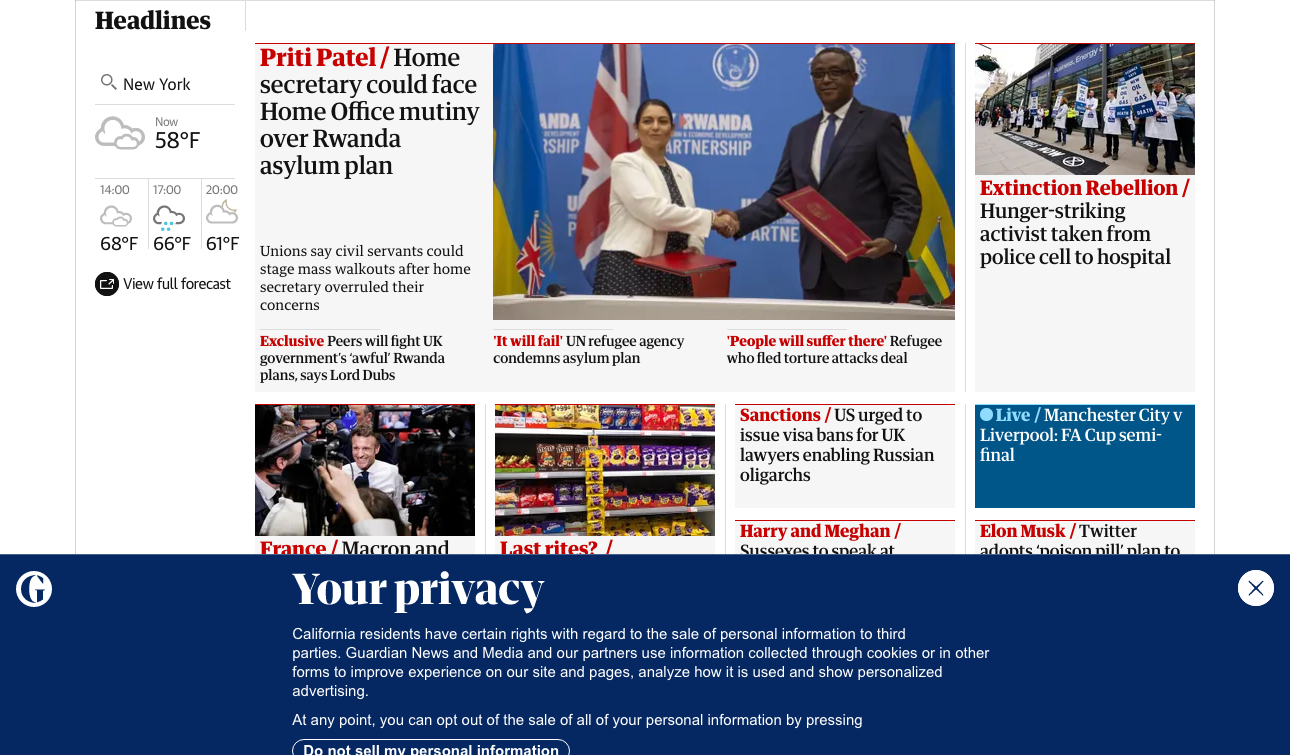 Headlines
New York
Now
58°F
14:00
17:00
20:00
68°F
66°F
61°F
View full forecast
Priti Patel / Home
secretary could face
Home Office mutiny
over Rwanda
asylum plan
Unions say civil servants could
stage mass walkouts after home
secretary overruled their
concerns
ANDA
RWANDA
PARTNERSHIP
Extinction Rebellion /
Hunger-striking
activist taken from
police cell to hospital
Exclusive Peers will fight UK
government's ‘awful’ Rwanda
plans, says Lord Dubs
'It will fail' UN refugee agency
condemns asylum plan
'People will suffer there' Refugee
who fled torture attacks deal
Sanctions / US urged to
issue visa bans for UK
lawyers enabling Russian
oligarchs
Live / Manchester City v
Liverpool: FA Cup semi-
final
France / Macron and
Last rites? /
Harry and Meghan /
Sussexes to speak at
Elon Musk / Twitter
adopts ‘poison pill’ plan to
Your privacy
California residents have certain rights with regard to the sale of personal information to third
parties. Guardian News and Media and our partners use information collected through cookies or in other
forms to improve experience on our site and pages, analyze how it is used and show personalized
advertising.
At any point, you can opt out of the sale of all of your personal information by pressing
Do not sell my personal information